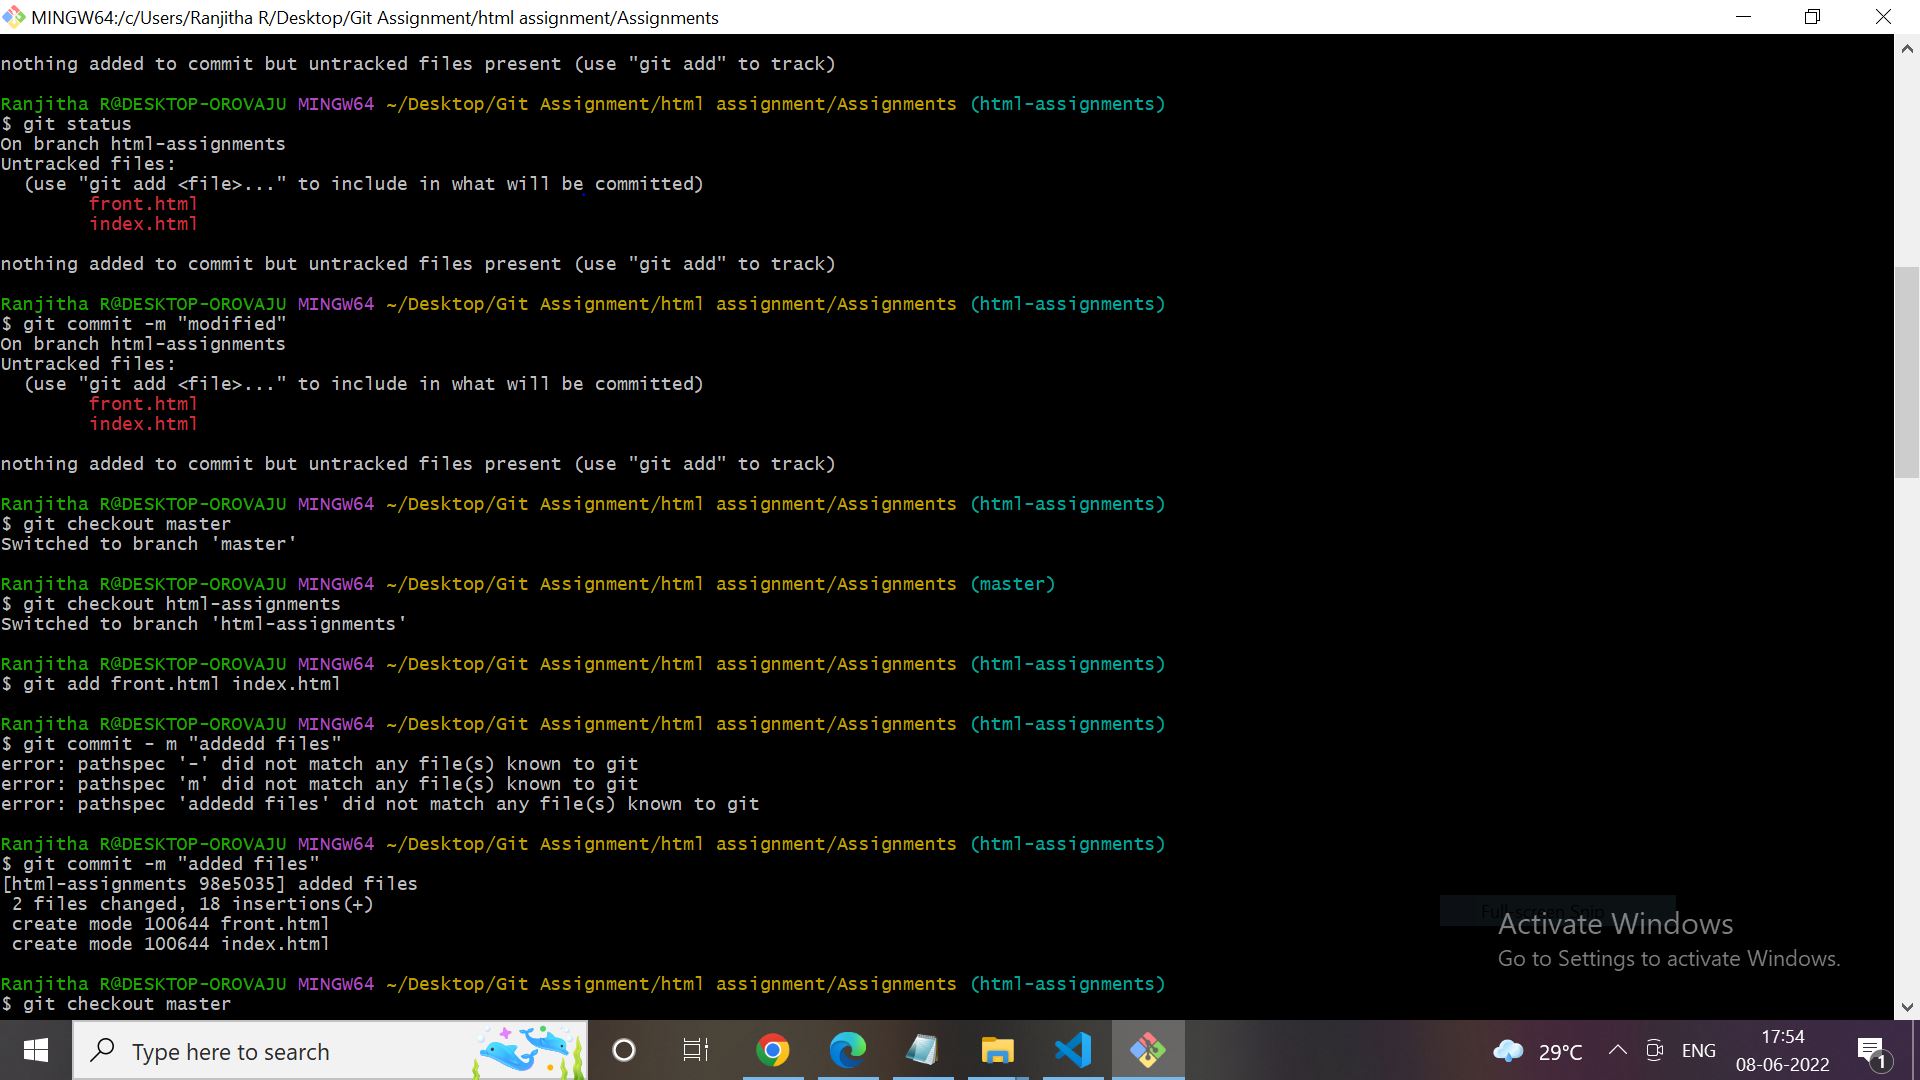 MINGW64:/c/Users/Ranjitha R/Desktop/Git Assignment/html assignment/Assignments
nothing added to commit but untracked files present (use "git add" to track)
Ranjitha R@DESKTOP-OROVAJU MINGW64 ~/Desktop/Git Assignment/html assignment/Assignments (html-assignments)
$ git status
On branch html-assignments
Untracked files:
(use "git add <file>..." to include in what will be committed)
front.html
index.html
nothing added to commit but untracked files present (use "git add" to track)
Ranjitha R@DESKTOP-OROVAJU MINGW64 ~/Desktop/Git Assignment/html assignment/Assignments (html-assignments)
$ git commit -m "modified"
On branch html-assignments
Untracked files:
(use "git add <file>..." to include in what will be committed)
front.html
index.html
nothing added to commit but untracked files present (use "git add" to track)
Ranjitha R@DESKTOP-OROVAJU MINGW64 ~/Desktop/Git Assignment/html assignment/Assignments (html-assignments)
$ git checkout master
Switched to branch 'master'
Ranjitha R@DESKTOP-OROVAJU MINGW64 ~/Desktop/Git Assignment/html assignment/Assignments (master)
$ git checkout html-assignments
Switched to branch 'html-assignments'
Ranjitha R@DESKTOP-OROVAJU MINGW64 ~/Desktop/Git Assignment/html assignment/Assignments (html-assignments)
$ git add front.html index.html
Ranjitha R@DESKTOP-OROVAJU MINGW64 ~/Desktop/Git Assignment/html assignment/Assignments (html-assignments)
$ git commit - m "addedd files"
error: pathspec '-' did not match any file(s) known to git
error: pathspec 'm' did not match any file(s) known to git
error: pathspec 'addedd files' did not match any file(s) known to git
Ranjitha R@DESKTOP-OROVAJU MINGW64 ~/Desktop/Git Assignment/html assignment/Assignments (html-assignments)
$ git commit -m "added files"
[html-assignments 98e5035] added files
2 files changed, 18 insertions(+)
create mode 100644 front.html
create mode 100644 index.html
Ranjitha R@DESKTOP-OROVAJU MINGW64 ~/Desktop/Git Assignment/html assignment/Assignments (html-assignments)
$ git checkout master
Full-screen Snip
Activate Windows
Go to Settings to activate Windows.
Type here to search
29°C
ENG
17:54
08-06-2022
1